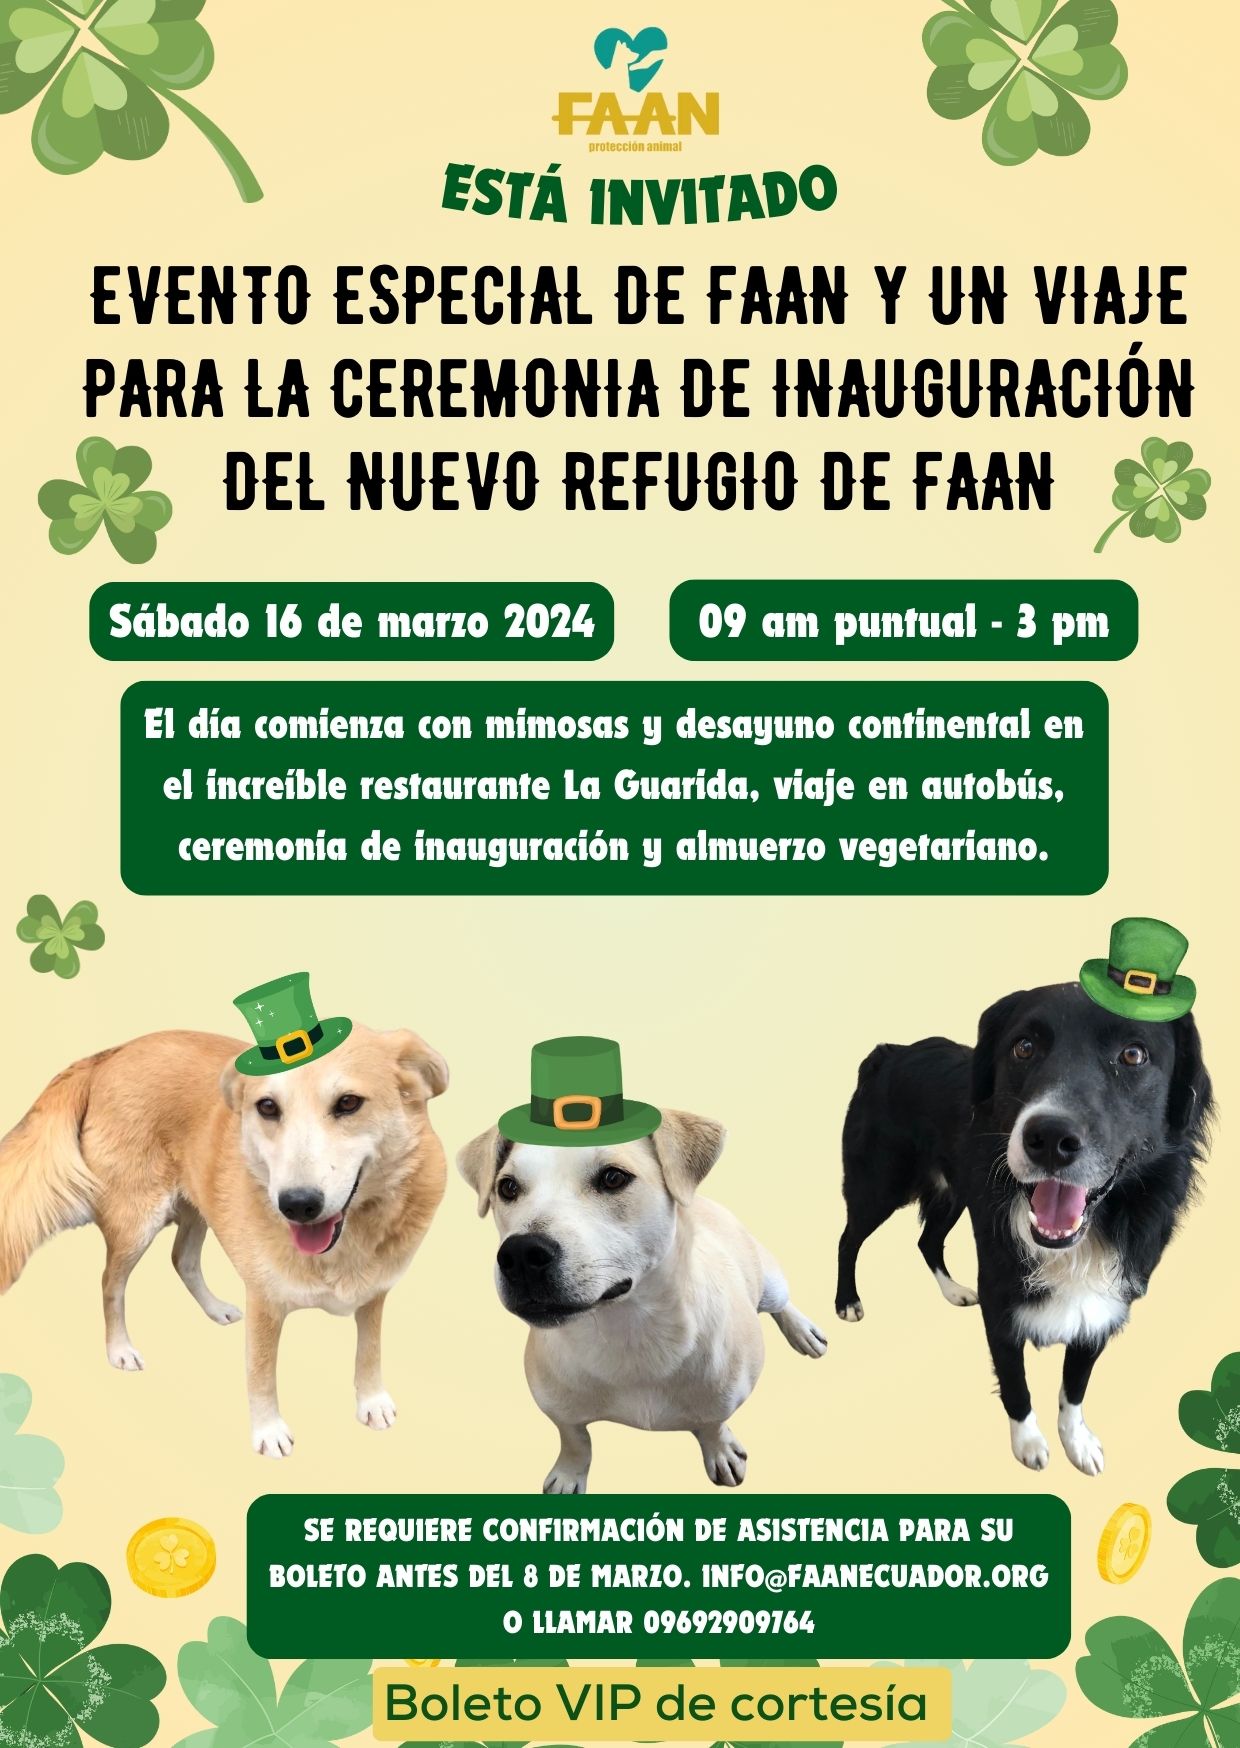 FAAN
protección animal
ESTÁ INVITADO
EVENTO ESPECIAL DE FAAN Y UN VIAJE
PARA LA CEREMONIA DE INAUGURACIÓN
DEL NUEVO REFUGIO DE FAAN
Sábado 16 de marzo 2024
09 am puntual - 3 pm
El día comienza con mimosas y desayuno continental en
el increíble restaurante La Guarida, viaje en autobús,
ceremonia de inauguración y almuerzo vegetariano.
SE REQUIERE CONFIRMACIÓN DE ASISTENCIA PARA SU
BOLETO ANTES DEL 8 DE MARZO. INFO@FAANECUADOR.ORG
O LLAMAR 09692909764
Boleto VIP de cortesía